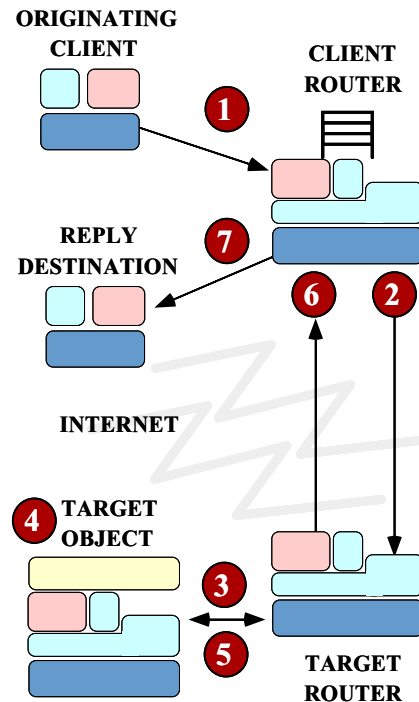 ORIGINATING
CLIENT
CLIENT
ROUTER
1
REPLY
DESTINATION
7
6
2
INTERNET
4
TARGET
OBJECT
3
5
TARGET
ROUTER